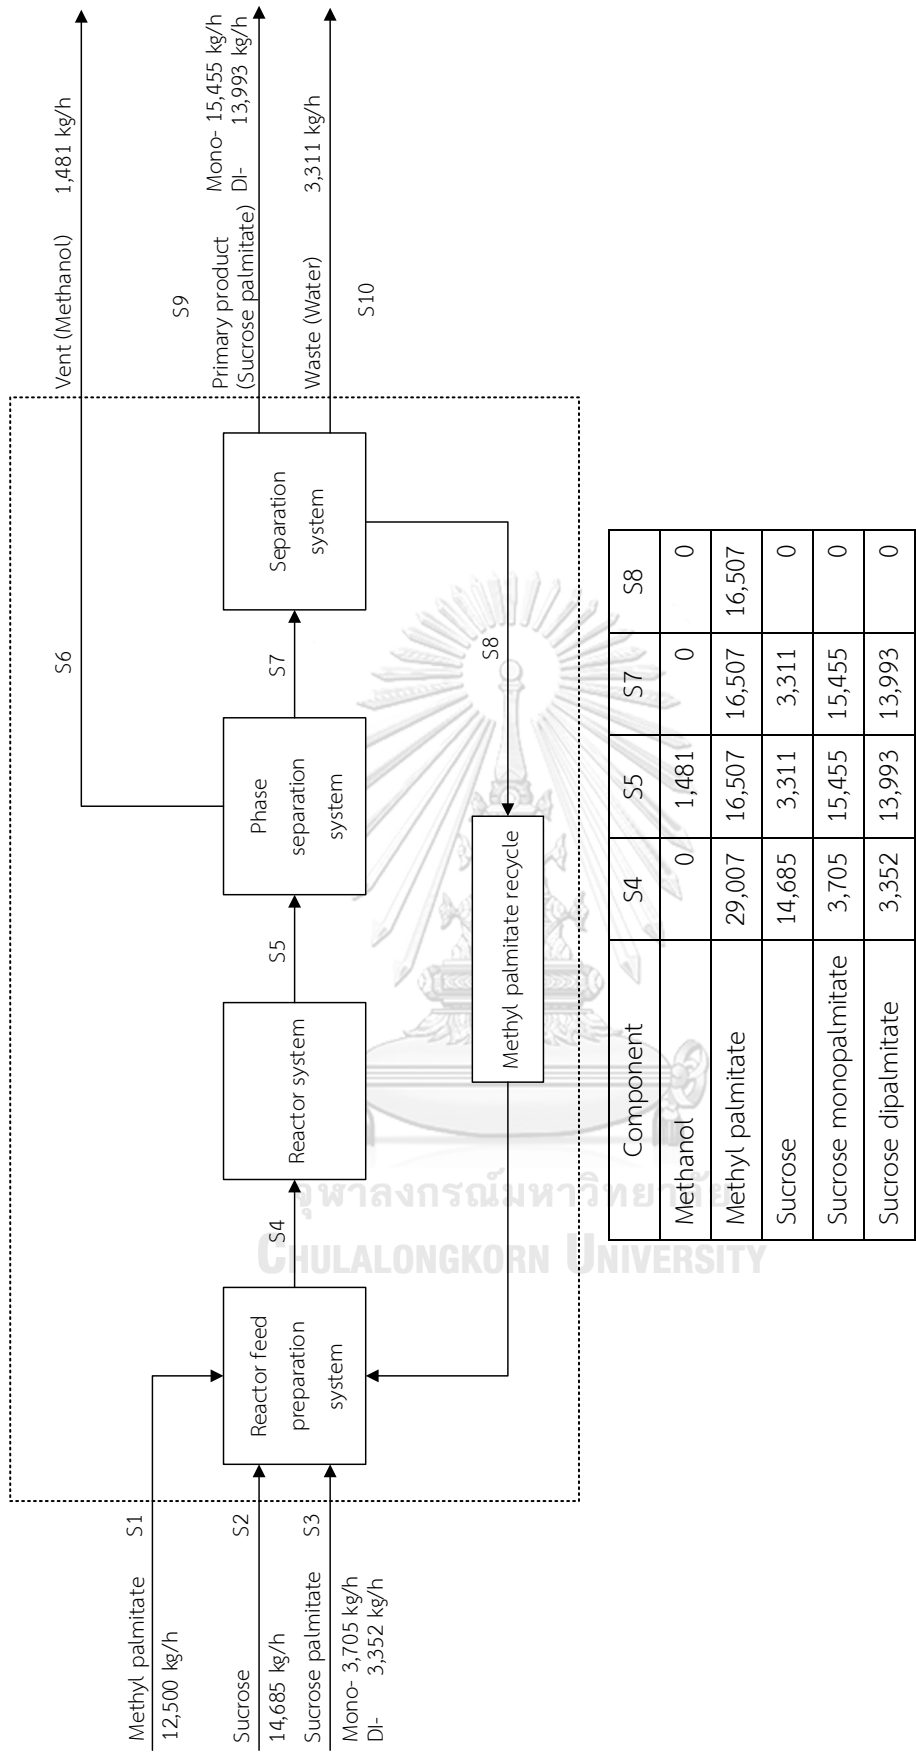 Methyl palmitate
12,500 kg/h
S1
Sucrose
14,685 kg/h
S2
Sucrose palmitate
S3
Mono- 3,705 kg/h
DI- 3,352 kg/h
Reactor feed
preparation
system
S4
Reactor system
S5
Phase
separation
system
S6
S7
Separation
system
S8
Methyl palmitate recycle
Vent (Methanol) 1,481 kg/h
S9
Primary product
(Sucrose palmitate)
Mono- 15,455 kg/h
DI- 13,993 kg/h
Waste (Water) 3,311 kg/h
S10
Component S4 S5 S7 S8
Methanol 0 1,481 0 0
Methyl palmitate 29,007 16,507 16,507 16,507
Sucrose 14,685 3,311 3,311 0
Sucrose monopalmitate 3,705 15,455 15,455 0
Sucrose dipalmitate 3,352 13,993 13,993 0
จุฬาลงกรณ์มหาวิทยาลัย
CHULALONGKORN UNIVERSITY